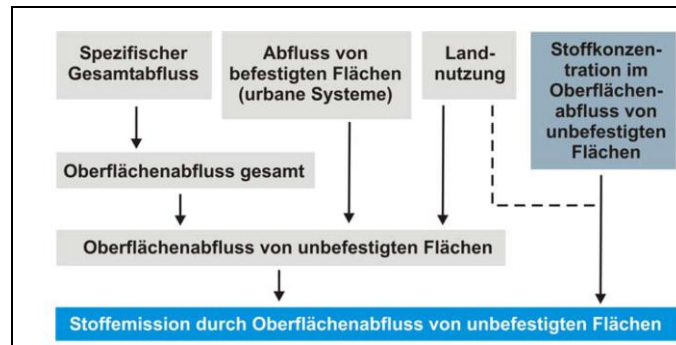 Spezifischer
Gesamtabfluss
Abfluss von
befestigten Flächen
(urbane Systeme)
Land-
nutzung
Stoffkonzen-
tration im
Oberflächen-
abfluss von
unbefestigten
Flächen
Oberflächenabfluss gesamt
Oberflächenabfluss von unbefestigten Flächen
Stoffemission durch Oberflächenabfluss von unbefestigten Flächen